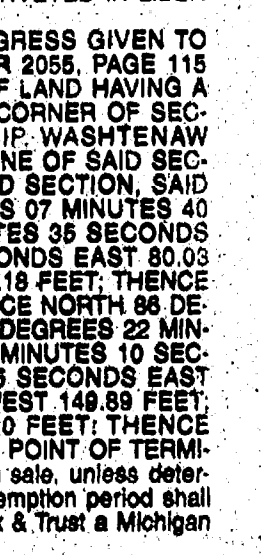 GRESS GIVEN TO
R 2055, PAGE 115
F LAND HAVING A
CORNER OF SEC-
IP, WASHTENAW
NE OF SAID SEC-
D SECTION, SAID
S 07 MINUTES 40
TES 35 SECONDS
ONDS EAST 80.03
.18 FEET; THENCE
CE NORTH 86 DE-
DEGREES 22 MIN-
MINUTES 10 SEC-
SECONDS EAST
EST 149.89 FEET;
0 FEET; THENCE
POINT OF TERMI-
sale, unless deter-
emption period shall
& Trust a Michigan